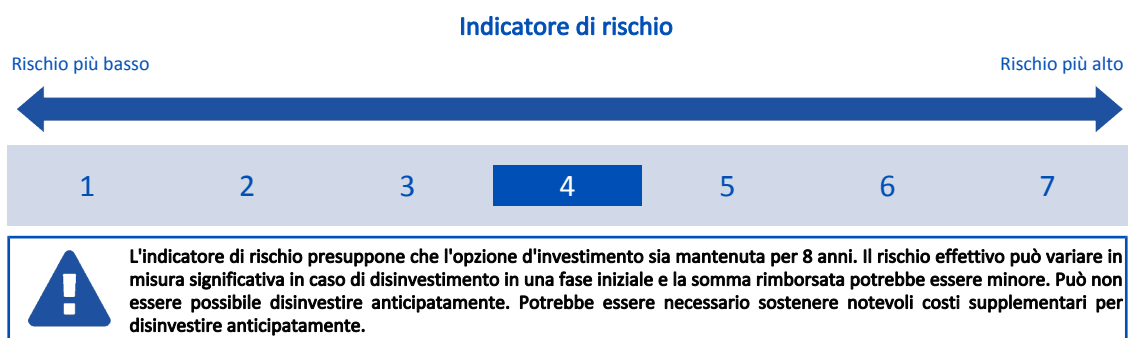 Indicatore di rischio
Rischio più basso
Rischio più alto
1 2 3 4 5 6 7
L'indicatore di rischio presuppone che l'opzione d'investimento sia mantenuta per 8 anni. Il rischio effettivo può variare in
misura significativa in caso di disinvestimento in una fase iniziale e la somma rimborsata potrebbe essere minore. Può non
essere possibile disinvestire anticipatamente. Potrebbe essere necessario sostenere notevoli costi supplementari per
disinvestire anticipatamente.